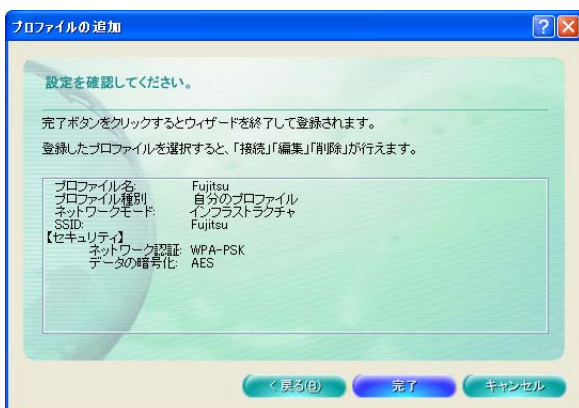 プロファイルの追加
設定を確認してください。
完了ボタンをクリックするとウィザードを終了して登録されます。
登録したプロファイルを選択すると、「接続」「編集」「削除」が行えます。
プロファイル名: Fujitsu
プロファイル種別 自分のプロファイル
ネットワークモード: インフラストラクチャ
SSID: Fujitsu
【セキュリティ】
ネットワーク認証: WPA-PSK
データの暗号化: AES
< 戻る(B) 完了 キャンセル